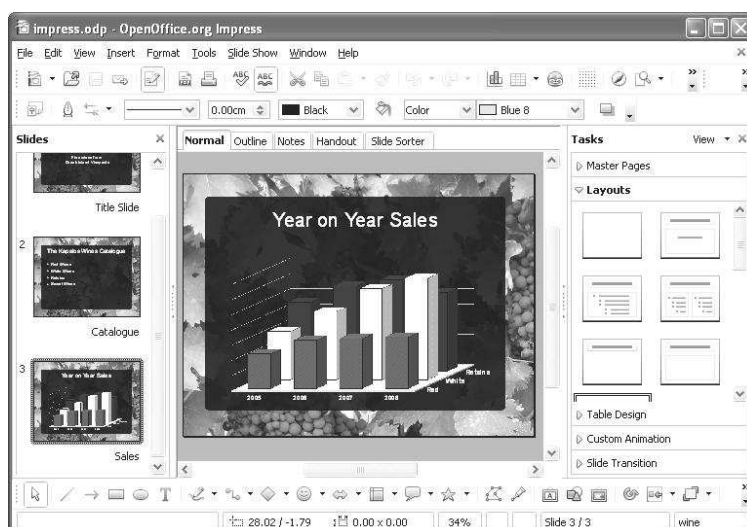 impress.odp - OpenOffice.org Impress
File Edit View Insert Format Tools Slide Show Window Help
0.00cm Black Color Blue 8
Slides
Normal Outline Notes Handout Slide Sorter
Tasks View
Master Pages
Layouts
Title Slide
2
The Kapsice Wines Catalogue
Red Wines
White Wines
Retsina
Dessert Wines
Catalogue
3
Year on Year Sales
Sales
Year on Year Sales
Retsina
White
Red
2005 2006 2007 2008
Table Design
Custom Animation
Slide Transition
28.02 / -1.79 0.00 x 0.00 34% Slide 3 / 3 wine